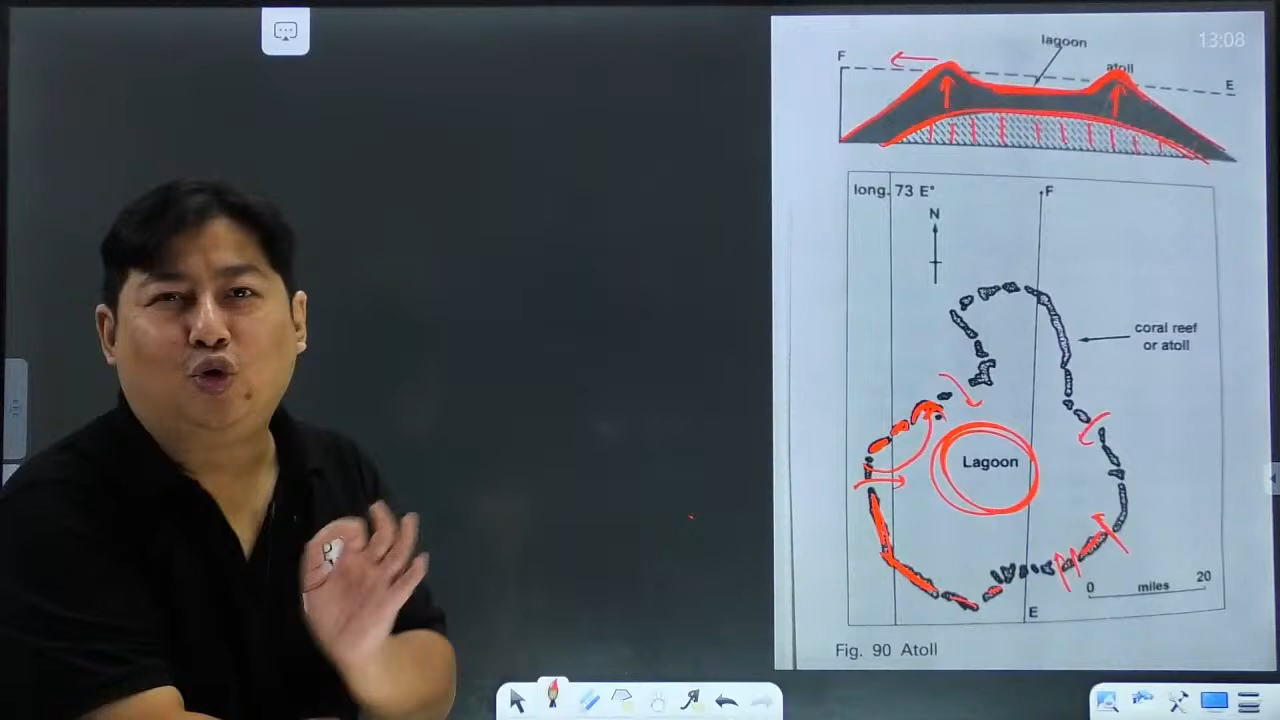 13:08
lagoon
F
atoll
E
long. 73 E°
F
N
coral reef
or atoll
Lagoon
0 miles 20
E
Fig. 90 Atoll